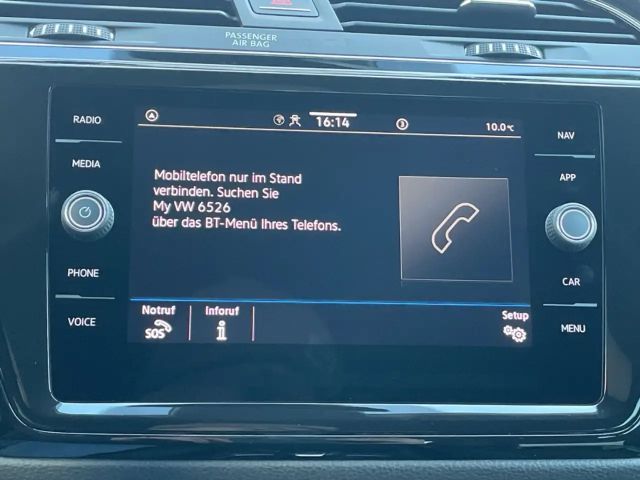 PASSENGER
AIR BAG
RADIO
MEDIA
PHONE
VOICE
16:14
10.0°C
Mobiltelefon nur im Stand
verbinden. Suchen Sie
My VW 6526
über das BT-Menü Ihres Telefons.
Notruf
SOS
Inforuf
i
Setup
NAV
APP
CAR
MENU